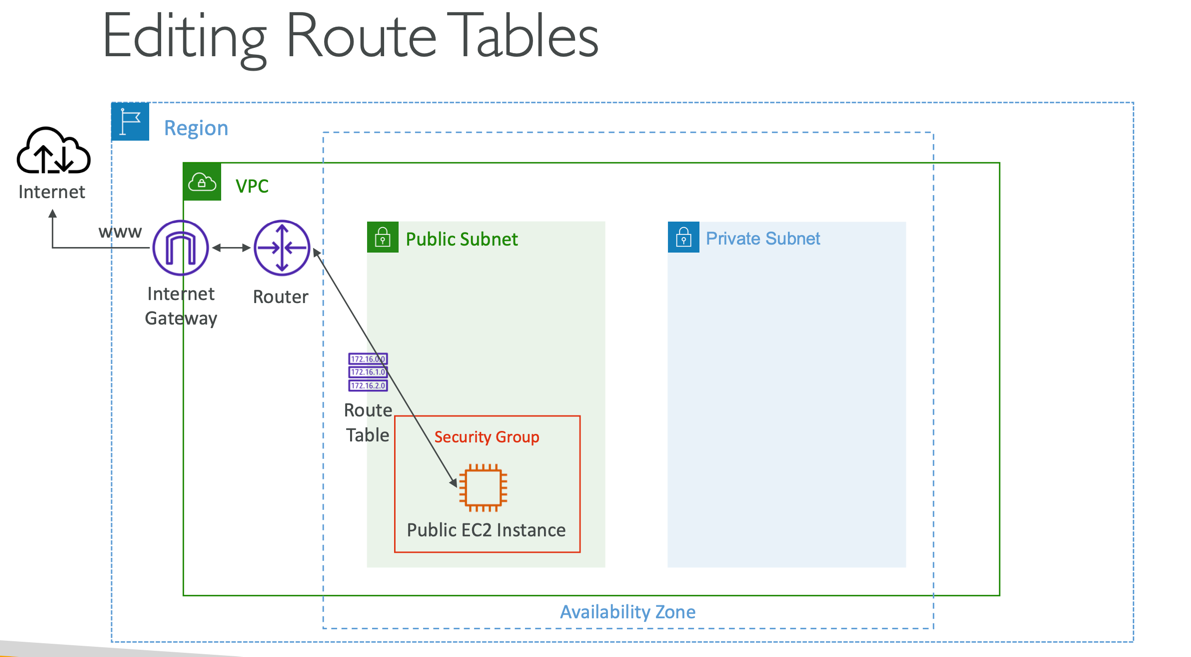 Editing Route Tables
Region
Internet
VPC
www
Public Subnet
Private Subnet
Internet
Gateway
Router
172.16.0.0
172.16.1.0
172.16.2.0
Route
Table
Security Group
Public EC2 Instance
Availability Zone